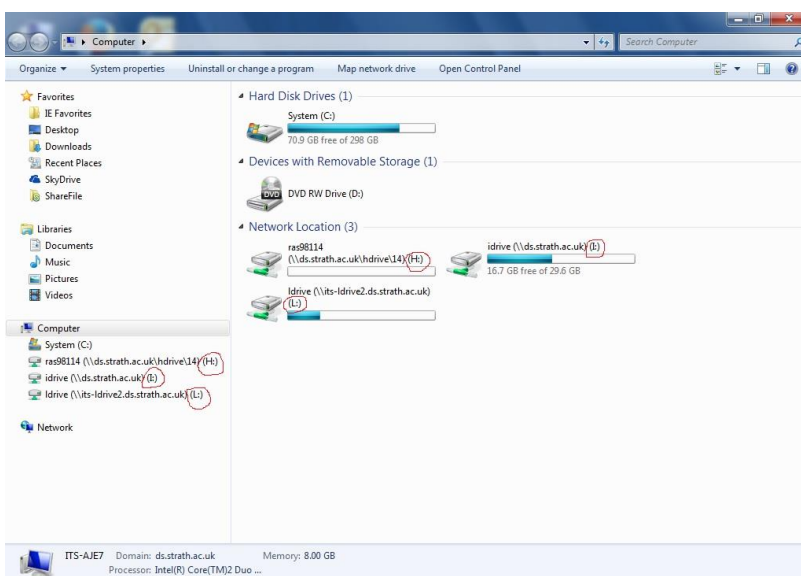 Computer
Search Computer
Organize
System properties
Uninstall or change a program
Map network drive
Open Control Panel
Favorites
IE Favorites
Desktop
Downloads
Recent Places
SkyDrive
ShareFile
Libraries
Documents
Music
Pictures
Videos
Computer
System (C:)
ras98114 (\\ds.strath.ac.uk\hdrive\14) (H:)
idrive (\\ds.strath.ac.uk) (I:)
ldrive (\\its-ldrive2.ds.strath.ac.uk) (L:)
Network
Hard Disk Drives (1)
System (C:)
70.9 GB free of 298 GB
Devices with Removable Storage (1)
DVD
DVD RW Drive (D:)
Network Location (3)
ras98114
(\\ds.strath.ac.uk\hdrive\14) (H:)
idrive (\\ds.strath.ac.uk) (I:)
16.7 GB free of 29.6 GB
ldrive (\\its-ldrive2.ds.strath.ac.uk)
(L:)
ITS-AJE7 Domain: ds.strath.ac.uk Memory: 8.00 GB
Processor: Intel(R) Core(TM)2 Duo ...